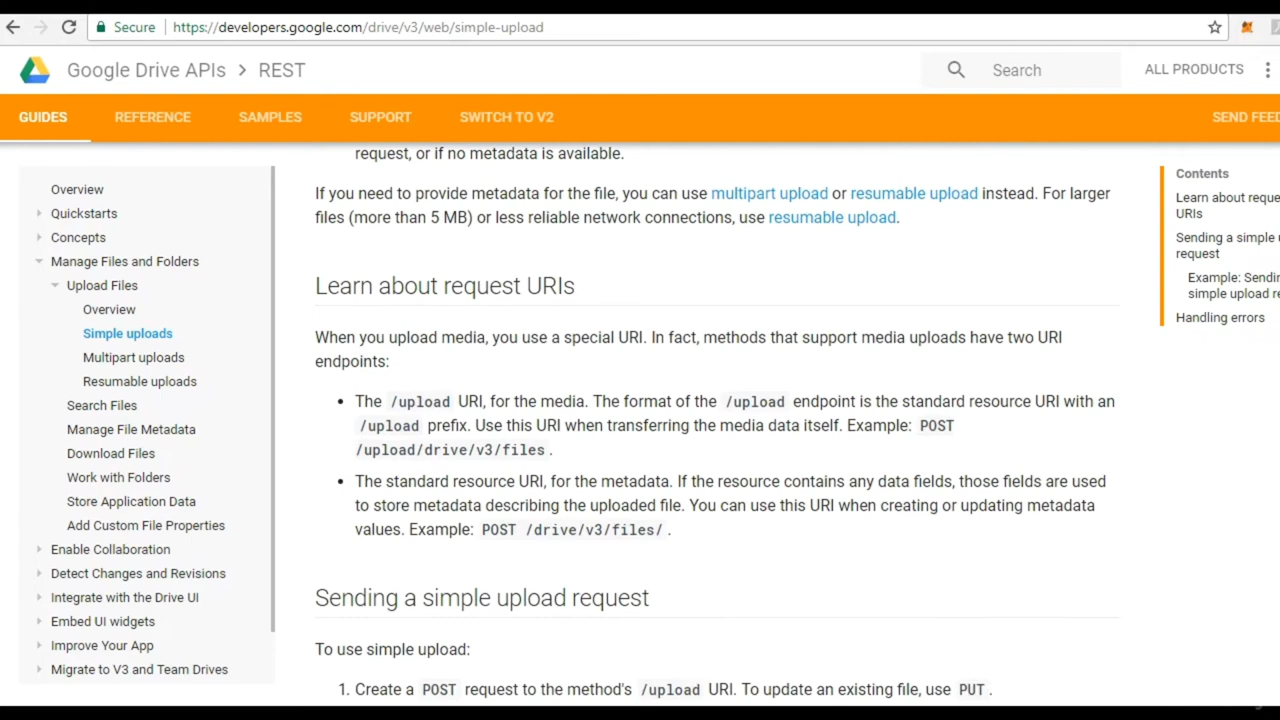 Secure https://developers.google.com/drive/v3/web/simple-upload
Google Drive APIs > REST
Search
ALL PRODUCTS
GUIDES REFERENCE SAMPLES SUPPORT SWITCH TO V2 SEND FEED
Overview
Quickstarts
Concepts
Manage Files and Folders
Upload Files
Overview
Simple uploads
Multipart uploads
Resumable uploads
Search Files
Manage File Metadata
Download Files
Work with Folders
Store Application Data
Add Custom File Properties
Enable Collaboration
Detect Changes and Revisions
Integrate with the Drive UI
Embed UI widgets
Improve Your App
Migrate to V3 and Team Drives
request, or if no metadata is available.
If you need to provide metadata for the file, you can use multipart upload or resumable upload instead. For larger
files (more than 5 MB) or less reliable network connections, use resumable upload.
Learn about request URIs
When you upload media, you use a special URI. In fact, methods that support media uploads have two URI
endpoints:
• The /upload URI, for the media. The format of the /upload endpoint is the standard resource URI with an
/upload prefix. Use this URI when transferring the media data itself. Example: POST
/upload/drive/v3/files.
• The standard resource URI, for the metadata. If the resource contains any data fields, those fields are used
to store metadata describing the uploaded file. You can use this URI when creating or updating metadata
values. Example: POST /drive/v3/files/.
Sending a simple upload request
To use simple upload:
1. Create a POST request to the method's /upload URI. To update an existing file, use PUT.
Contents
Learn about reque
URIs
Sending a simple
request
Example: Sendin
simple upload re
Handling errors